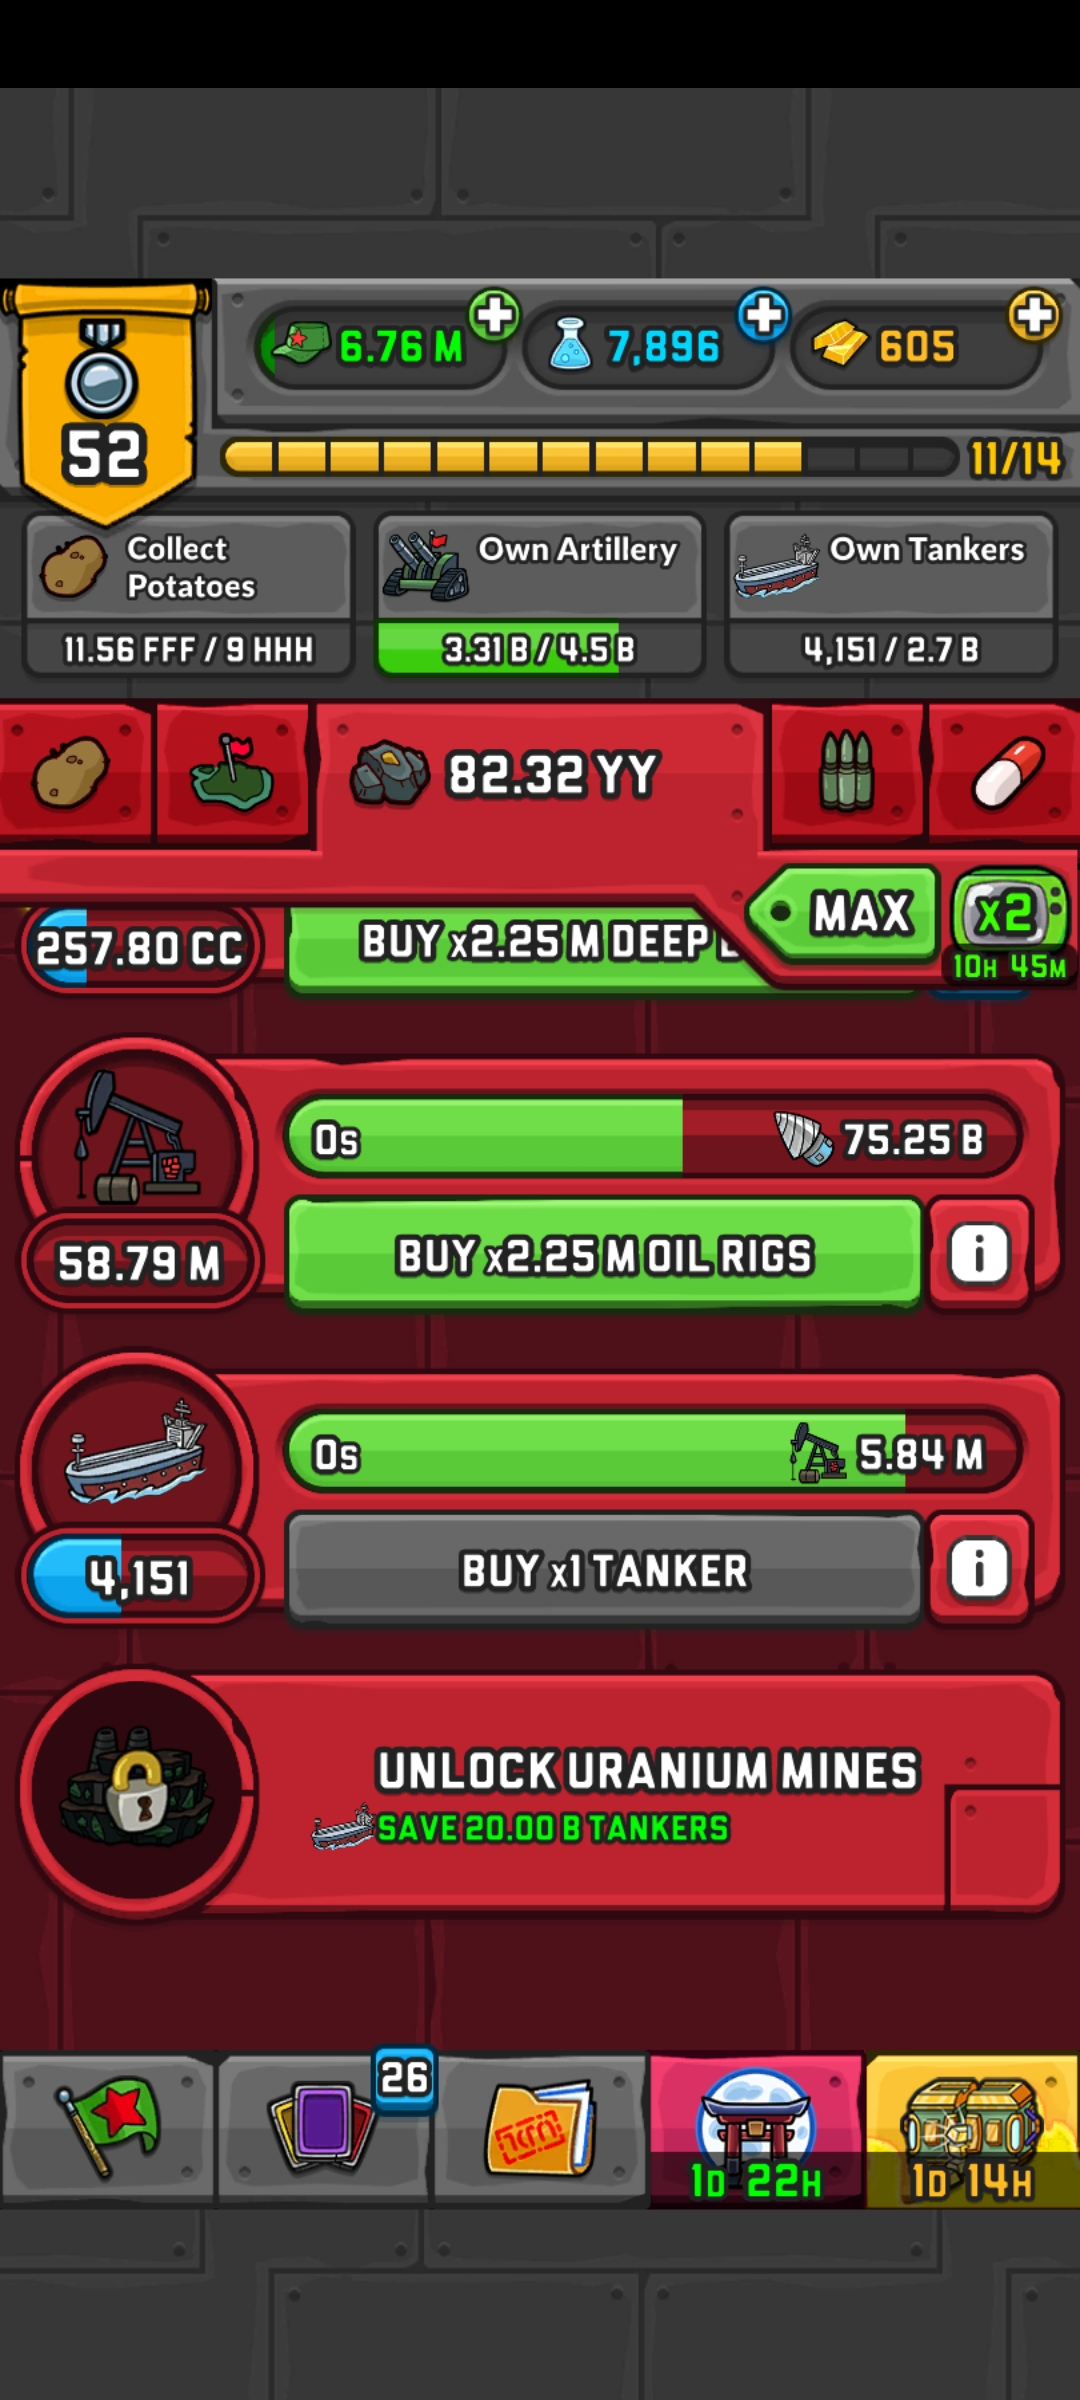 6.76 M
7,896
605
52
11/14
Collect
Potatoes
Own Artillery
Own Tankers
11.56 FFF / 9 HHH
3.31 B / 4.5 B
4,151 / 2.7 B
82.32 YY
MAX
x2
10H 45M
257.80 CC
BUY x2.25 M DEEP
0s
75.25 B
58.79 M
BUY x2.25 M OIL RIGS
i
0s
5.84 M
4,151
BUY x1 TANKER
i
UNLOCK URANIUM MINES
SAVE 20.00 B TANKERS
26
1D 22H
1D 14H